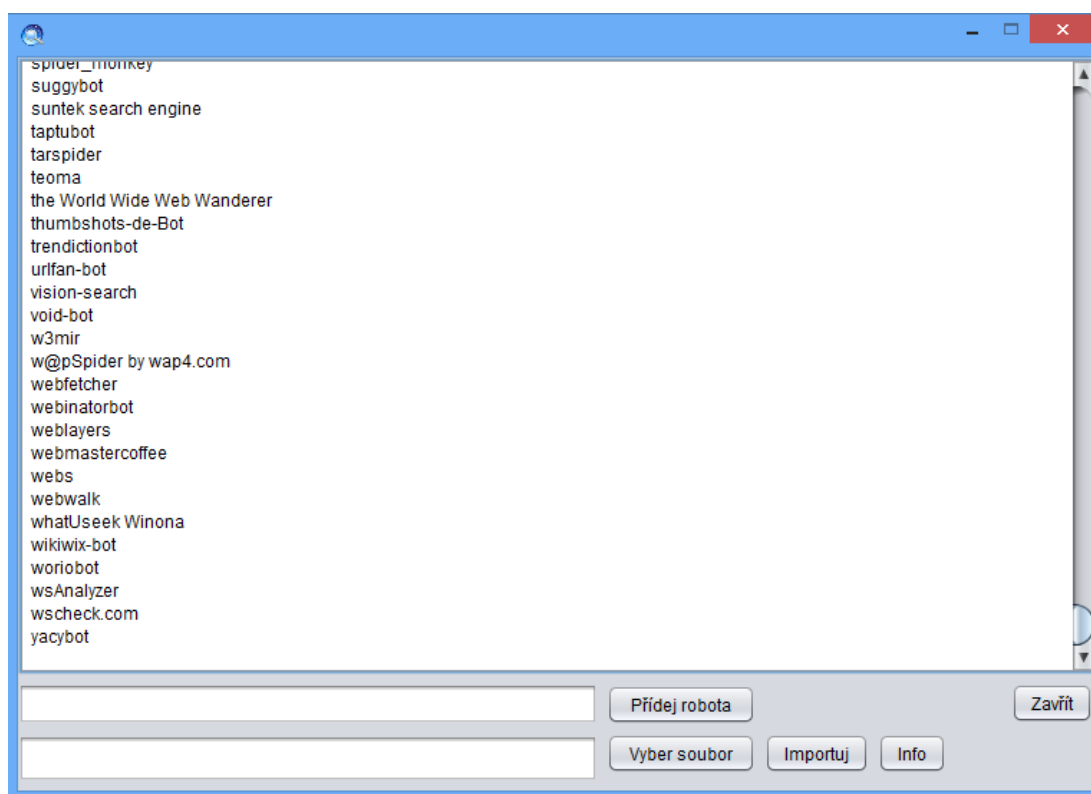 spider_monkey
suggybot
suntek search engine
taptubot
tarspider
teoma
the World Wide Web Wanderer
thumbshots-de-Bot
trendictionbot
urlfan-bot
vision-search
void-bot
w3mir
w@pSpider by wap4.com
webfetcher
webinatorbot
weblayers
webmastercoffee
webs
webwalk
whatUseek Winona
wikiwix-bot
woriobot
wsAnalyzer
wscheck.com
yacybot
Přídej robota Zavřít
Vyber soubor Importuj Info